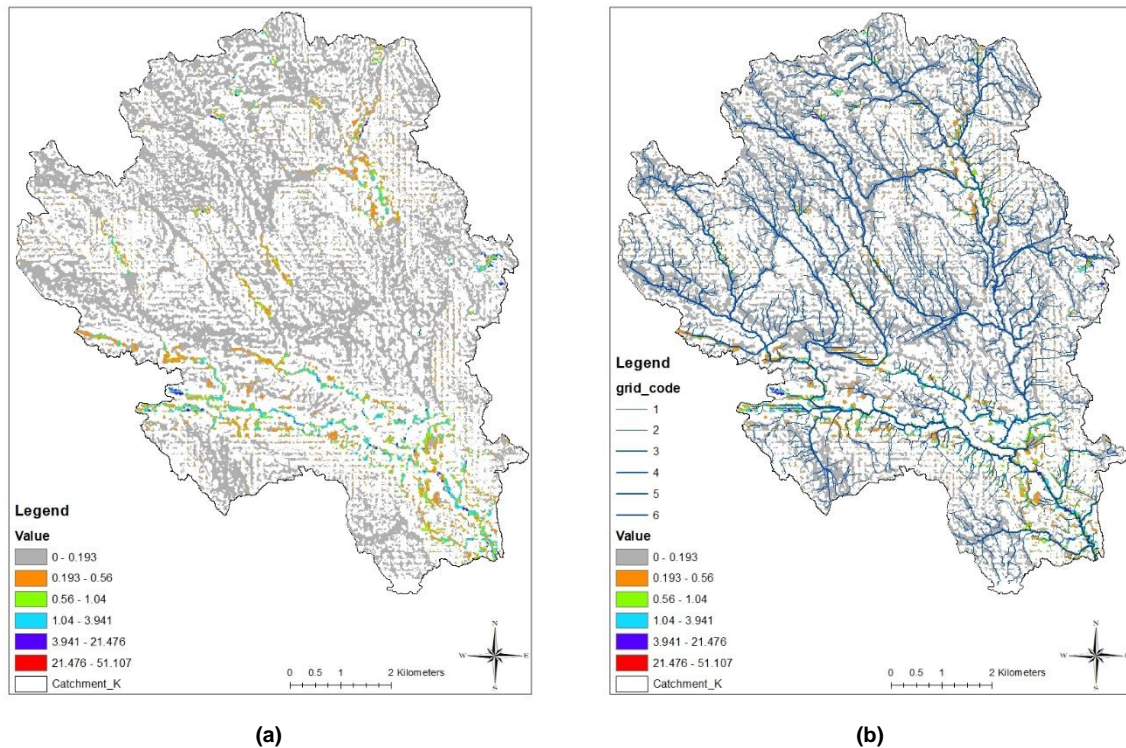 Legend
Value
0 - 0.193
0.193 - 0.56
0.56 - 1.04
1.04 - 3.941
3.941 - 21.476
21.476 - 51.107
Catchment_K
N
W E
S
0 0.5 1 2 Kilometers
(a)
Legend
grid_code
1
2
3
4
5
6
Value
0 - 0.193
0.193 - 0.56
0.56 - 1.04
1.04 - 3.941
3.941 - 21.476
21.476 - 51.107
Catchment_K
N
W
S
0 0.5 1 2 Kilometers
(b)